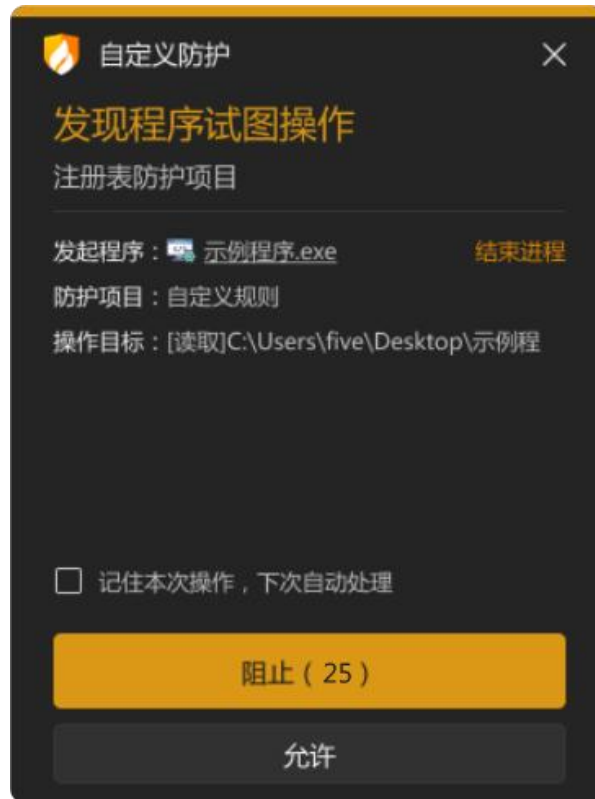 自定义防护
发现程序试图操作
注册表防护项目
发起程序：示例程序.exe 结束进程
防护项目：自定义规则
操作目标：[读取]C:\Users\five\Desktop\示例程
记住本次操作，下次自动处理
阻止（25）
允许